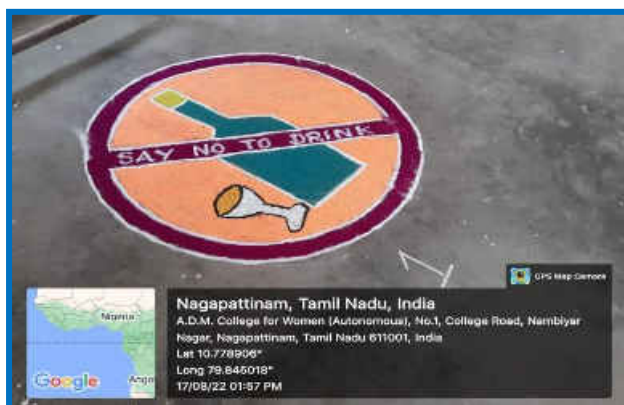 SAY NO TO DRINK
GPS Map Camera
Nigeria
Ango
Google
Nagapattinam, Tamil Nadu, India
A.D.M. College for Women (Autonomous), No.1, College Road, Nambiyar
Nagar, Nagapattinam, Tamil Nadu 611001, India
Lat 10.778906°
Long 79.845018°
17/08/22 01:57 PM